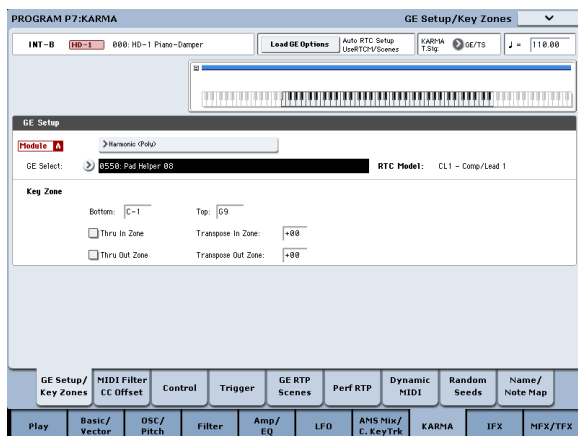 PROGRAM P7:KARMA GE Setup/Key Zones
INT-B HD-1 000: HD-1 Piano-Damper Load GE Options Auto RTC Setup UseRTCM/Scenes KARMA T.Sig: GE/TS ♩ = 110.00
GE Setup
Module A Harmonic <Poly>
GE Select: 0550: Pad Helper 08 RTC Model: CL1 - Comp/Lead 1
Key Zone
Bottom: C-1 Top: G9
Thru In Zone Transpose In Zone: +00
Thru Out Zone Transpose Out Zone: +00
GE Setup/ Key Zones MIDI Filter CC Offset Control Trigger GE RTP Scenes Perf RTP Dynamic MIDI Random Seeds Name/ Note Map
Play Basic/ Vector OSC/ Pitch Filter Amp/ EQ LFO AMS Mix/ C. KeyTrk KARMA IFX MFX/TFX